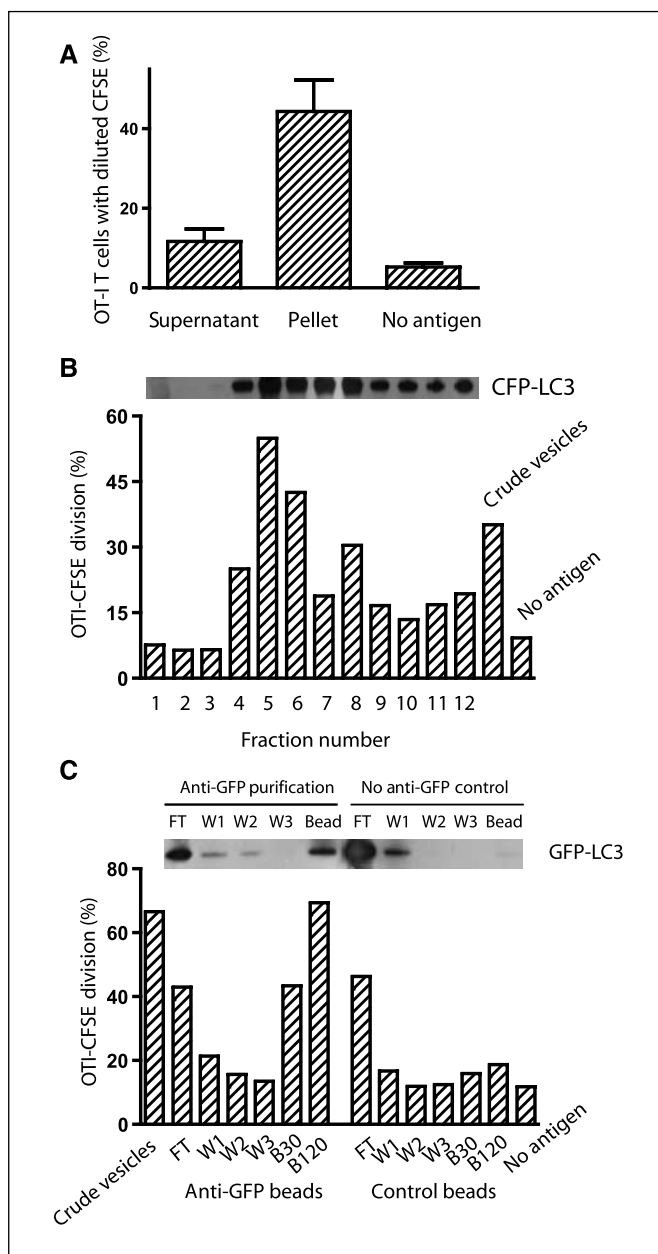 A
OT-I T cells with diluted CFSE (%)
40
20
0
Supernatant Pellet No antigen
B
CFP-LC3
OTI-CFSE division (%)
60
45
30
15
0
Crude vesicles
No antigen
1 2 3 4 5 6 7 8 9 10 11 12
Fraction number
C
Anti-GFP purification No anti-GFP control
FT W1 W2 W3 Bead FT W1 W2 W3 Bead
GFP-LC3
OTI-CFSE division (%)
80
60
40
20
0
Crude vesicles FT W1 W2 W3 B30 B120 FT W1 W2 W3 B30 B120 No antigen
Anti-GFP beads Control beads